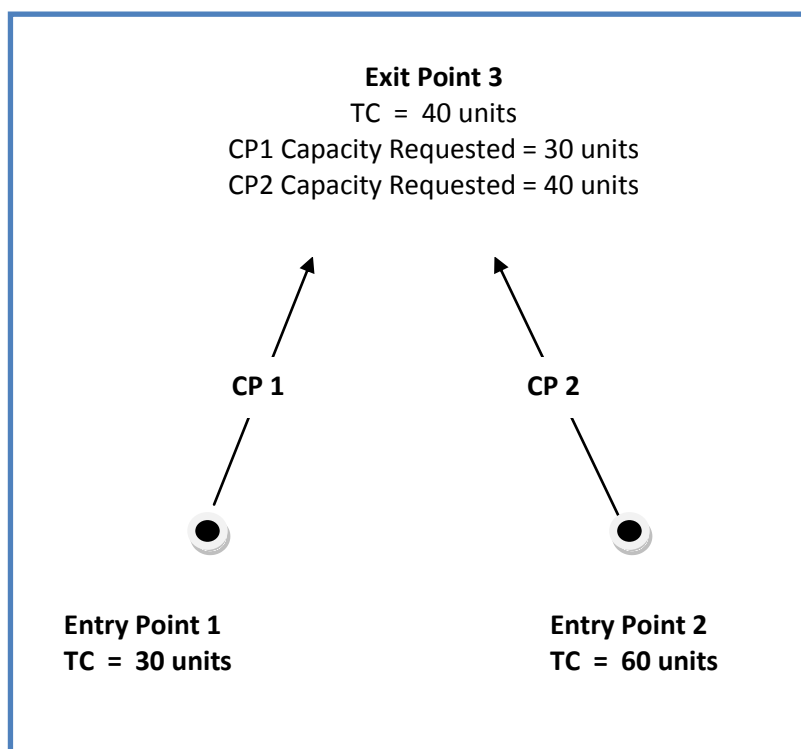 Exit Point 3
TC = 40 units
CP1 Capacity Requested = 30 units
CP2 Capacity Requested = 40 units
CP 1
CP 2
Entry Point 1
TC = 30 units
Entry Point 2
TC = 60 units